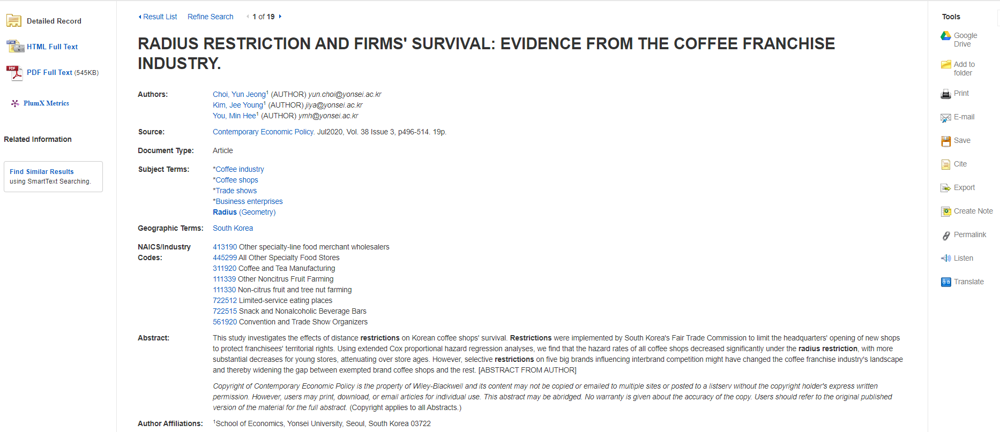 Detailed Record
HTML Full Text
PDF Full Text (545KB)
PlumX Metrics
Related Information
Find Similar Results
using SmartText Searching.
Result List Refine Search 1 of 19
RADIUS RESTRICTION AND FIRMS' SURVIVAL: EVIDENCE FROM THE COFFEE FRANCHISE
INDUSTRY.
Authors: Choi, Yun Jeong1 (AUTHOR) yun.choi@yonsei.ac.kr
Kim, Jee Young1 (AUTHOR) jiya@yonsei.ac.kr
You, Min Hee1 (AUTHOR) ymh@yonsei.ac.kr
Source: Contemporary Economic Policy. Jul2020, Vol. 38 Issue 3, p496-514. 19p.
Document Type: Article
Subject Terms: *Coffee industry
*Coffee shops
*Trade shows
*Business enterprises
Radius (Geometry)
Geographic Terms: South Korea
NAICS/Industry 413190 Other specialty-line food merchant wholesalers
Codes: 445299 All Other Specialty Food Stores
311920 Coffee and Tea Manufacturing
111339 Other Noncitrus Fruit Farming
111330 Non-citrus fruit and tree nut farming
722512 Limited-service eating places
722515 Snack and Nonalcoholic Beverage Bars
561920 Convention and Trade Show Organizers
Abstract: This study investigates the effects of distance restrictions on Korean coffee shops' survival. Restrictions were implemented by South Korea's Fair Trade Commission to limit the headquarters' opening of new shops
to protect franchisees' territorial rights. Using extended Cox proportional hazard regression analyses, we find that the hazard rates of all coffee shops decreased significantly under the radius restriction, with more
substantial decreases for young stores, attenuating over store ages. However, selective restrictions on five big brands influencing interbrand competition might have changed the coffee franchise industry's landscape
and thereby widening the gap between exempted brand coffee shops and the rest. [ABSTRACT FROM AUTHOR]
Copyright of Contemporary Economic Policy is the property of Wiley-Blackwell and its content may not be copied or emailed to multiple sites or posted to a listserv without the copyright holder's express written
permission. However, users may print, download, or email articles for individual use. This abstract may be abridged. No warranty is given about the accuracy of the copy. Users should refer to the original published
version of the material for the full abstract. (Copyright applies to all Abstracts.)
Author Affiliations: 1School of Economics, Yonsei University, Seoul, South Korea 03722
Tools
Google
Drive
Add to
folder
Print
E-mail
Save
Cite
Export
Create Note
Permalink
Listen
Translate